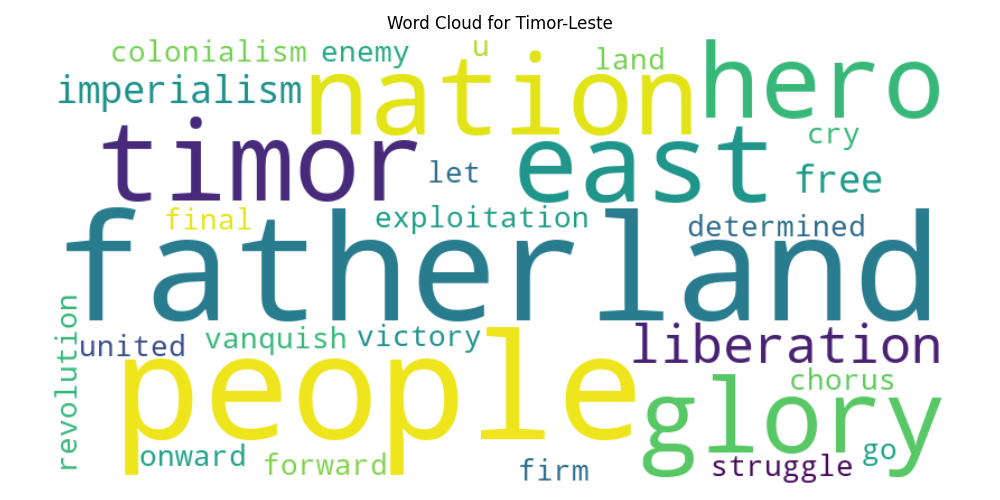 Word Cloud for Timor-Leste
colonialism enemy u land
imperialism nation hero
timor let east cry free
final exploitation determined
fatherland
revolution united vanquish victory liberation
people glory chorus
onward forward firm struggle go